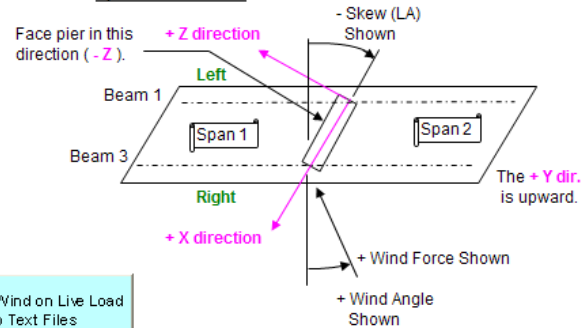 - Skew (LA)
Shown
Face pier in this
direction ( - Z ).
+ Z direction
Left
Beam 1
Span 1
Span 2
Beam 3
Right
The + Y dir.
is upward.
+ X direction
+ Wind Force Shown
+ Wind Angle
Shown
Wind on Live Load
Text Files